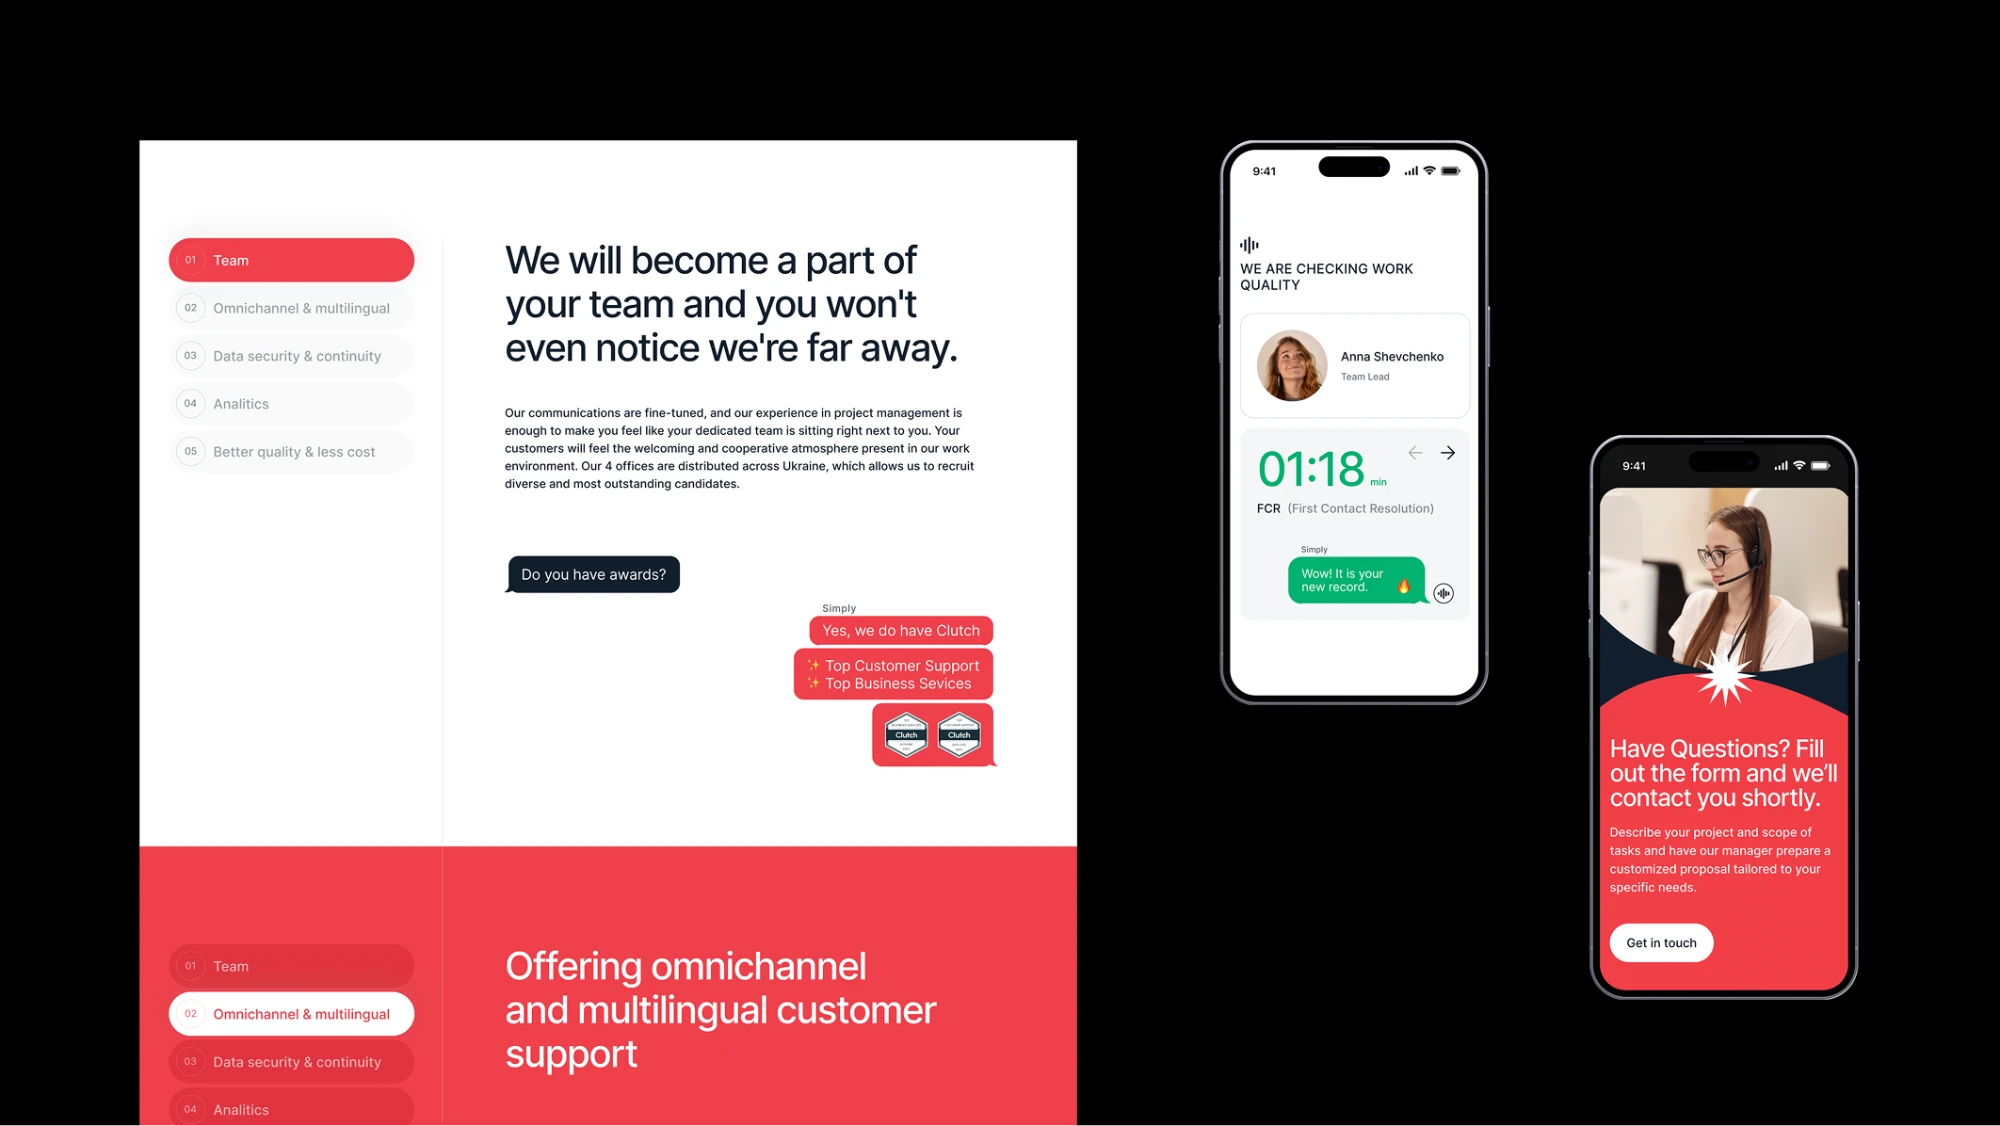 01 Team
02 Omnichannel & multilingual
03 Data security & continuity
04 Analitics
05 Better quality & less cost
We will become a part of
your team and you won't
even notice we're far away.
Our communications are fine-tuned, and our experience in project management is
enough to make you feel like your dedicated team is sitting right next to you. Your
customers will feel the welcoming and cooperative atmosphere present in our work
environment. Our 4 offices are distributed across Ukraine, which allows us to recruit
diverse and most outstanding candidates.
Do you have awards?
Simply
Yes, we do have Clutch
✨ Top Customer Support
✨ Top Business Sevices
Clutch
Clutch
01 Team
02 Omnichannel & multilingual
03 Data security & continuity
04 Analitics
Offering omnichannel
and multilingual customer
support
9:41
WE ARE CHECKING WORK
QUALITY
Anna Shevchenko
Team Lead
01:18 min
FCR (First Contact Resolution)
Simply
Wow! It is your
new record. 🔥
9:41
Have Questions? Fill
out the form and we'll
contact you shortly.
Describe your project and scope of
tasks and have our manager prepare a
customized proposal tailored to your
specific needs.
Get in touch